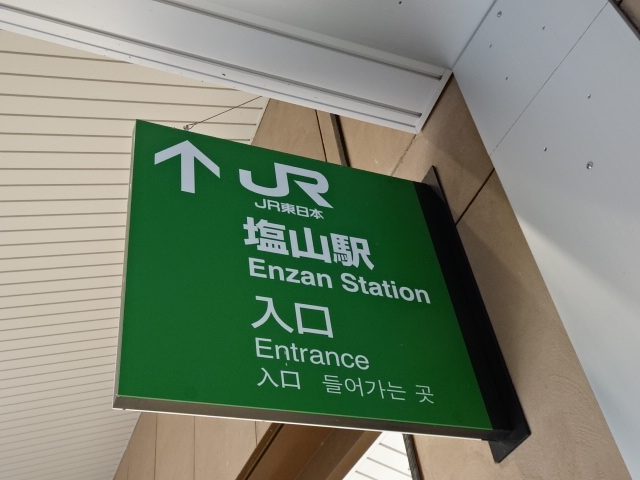 JR
JR東日本
塩山駅
Enzan Station
入口
Entrance
入口 들어가는 곳